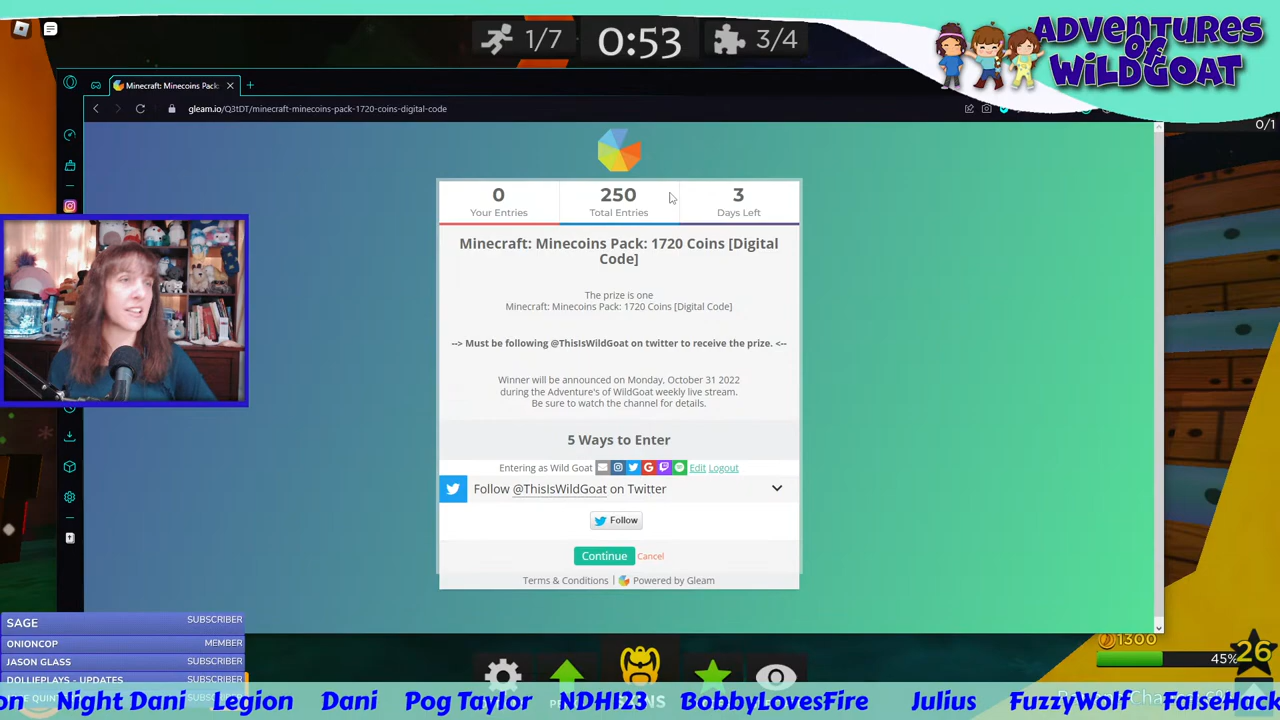 1/7
0:53
3/4
ADVENTURES
of
WILDGOAT
Minecraft: Minecoins Pack:
gleam.io/Q3tDT/minecraft-minecoins-pack-1720-coins-digital-code
0/1
0
250
3
Your Entries
Total Entries
Days Left
Minecraft: Minecoins Pack: 1720 Coins [Digital
Code]
The prize is one
Minecraft: Minecoins Pack: 1720 Coins [Digital Code]
--> Must be following @ThisIsWildGoat on twitter to receive the prize. <--
Winner will be announced on Monday, October 31 2022
during the Adventure's of WildGoat weekly live stream.
Be sure to watch the channel for details.
5 Ways to Enter
Entering as Wild Goat Edit Logout
Follow @ThisIsWildGoat on Twitter
Follow
Continue Cancel
Terms & Conditions | Powered by Gleam
SAGE SUBSCRIBER
ONIONCOP MEMBER
JASON GLASS SUBSCRIBER
DOLLIEPLAYS - UPDATES SUBSCRIBER
1300
45%
26
on Night Dani Legion Dani Pog Taylor NDH123 BobbyLovesFire Julius FuzzyWolf FalseHack